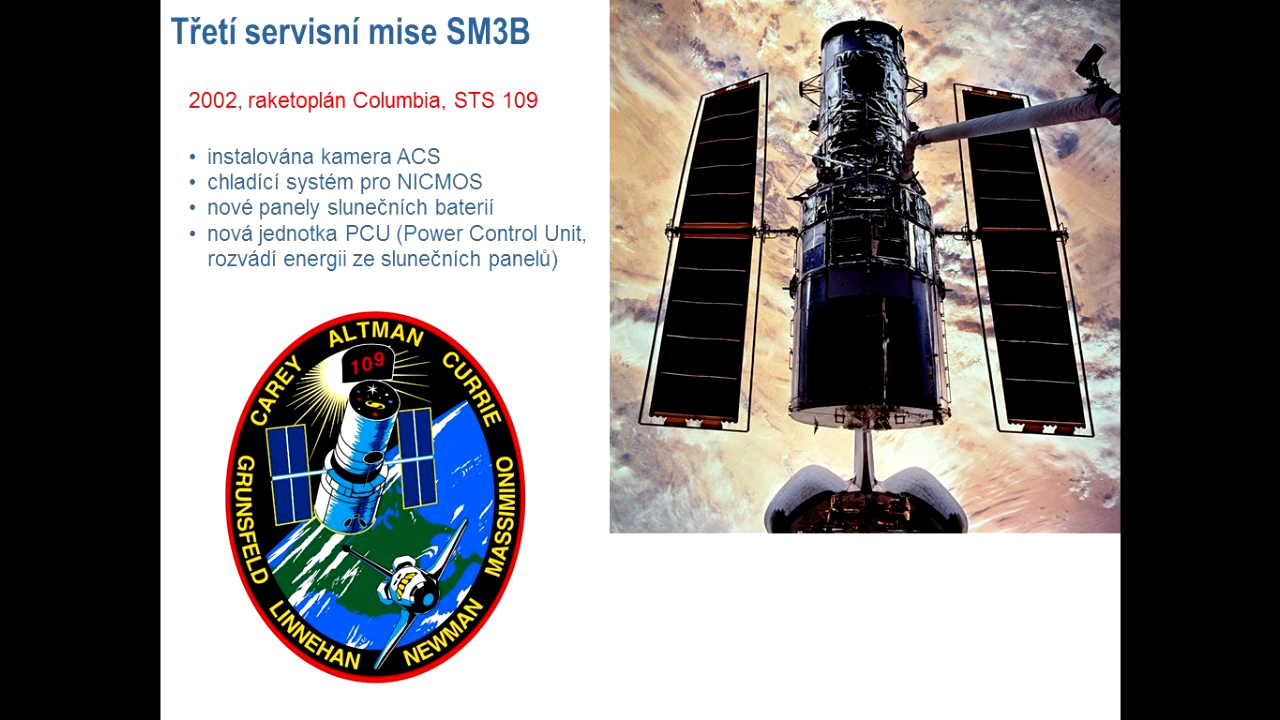 Třetí servisní mise SM3B
2002, raketoplán Columbia, STS 109
• instalována kamera ACS
• chladící systém pro NICMOS
• nové panely slunečních baterií
• nová jednotka PCU (Power Control Unit,
rozvádí energii ze slunečních panelů)
109
CAREY
ALTMAN
CURRIE
GRUNSFELD
LINNEHAN
NEWMAN
MASSIMINO